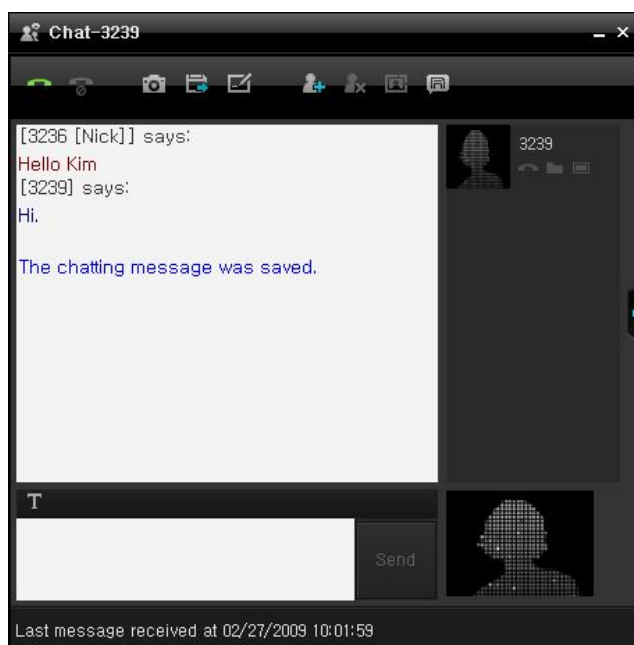 Chat-3239
[3236 [Nick]] says:
Hello Kim
[3239] says:
Hi.
The chatting message was saved.
3239
T
Send
Last message received at 02/27/2009 10:01:59